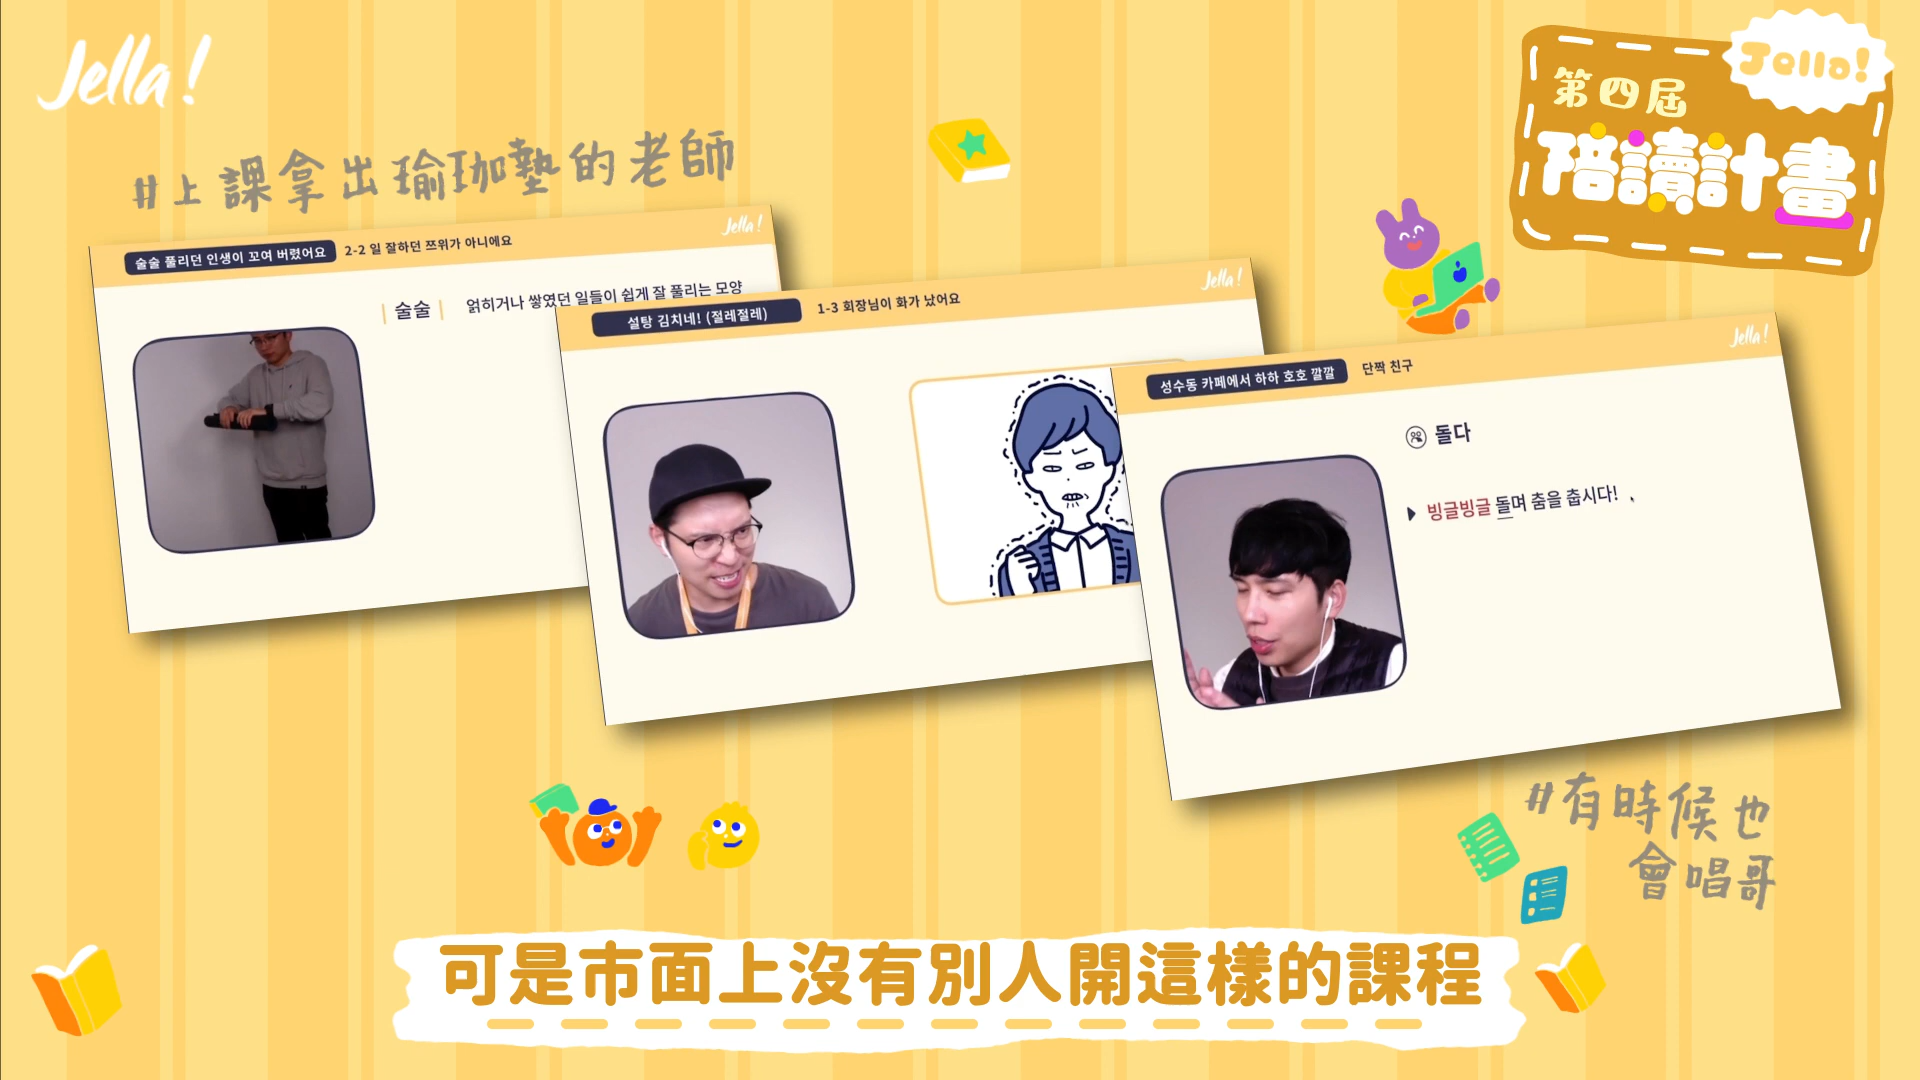 Jella!
Jella!
第四屆
陪讀計畫
#上課拿出瑜珈墊的老師
Jella!
술술 풀리던 인생이 꼬여 버렸어요
2-2 일 잘하던 쯔위가 아니에요
술술
얽히거나 쌓였던 일들이 쉽게 잘 풀리는 모양
Jella!
설탕 김치네! (절레절레)
1-3 회장님이 화가 났어요
Jella!
성수동 카페에서 하하 호호 깔깔
단짝 친구
돌다
빙글빙글 돌며 춤을 춥시다!
#有時候也
會唱哥
可是市面上沒有別人開這樣的課程